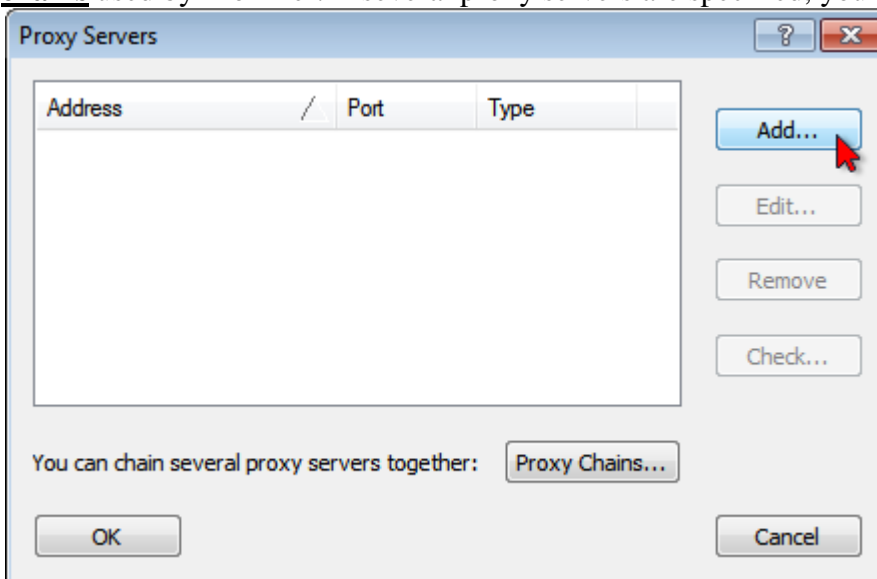 Proxy Servers
Address Port Type
Add...
Edit...
Remove
Check...
You can chain several proxy servers together: Proxy Chains...
OK Cancel